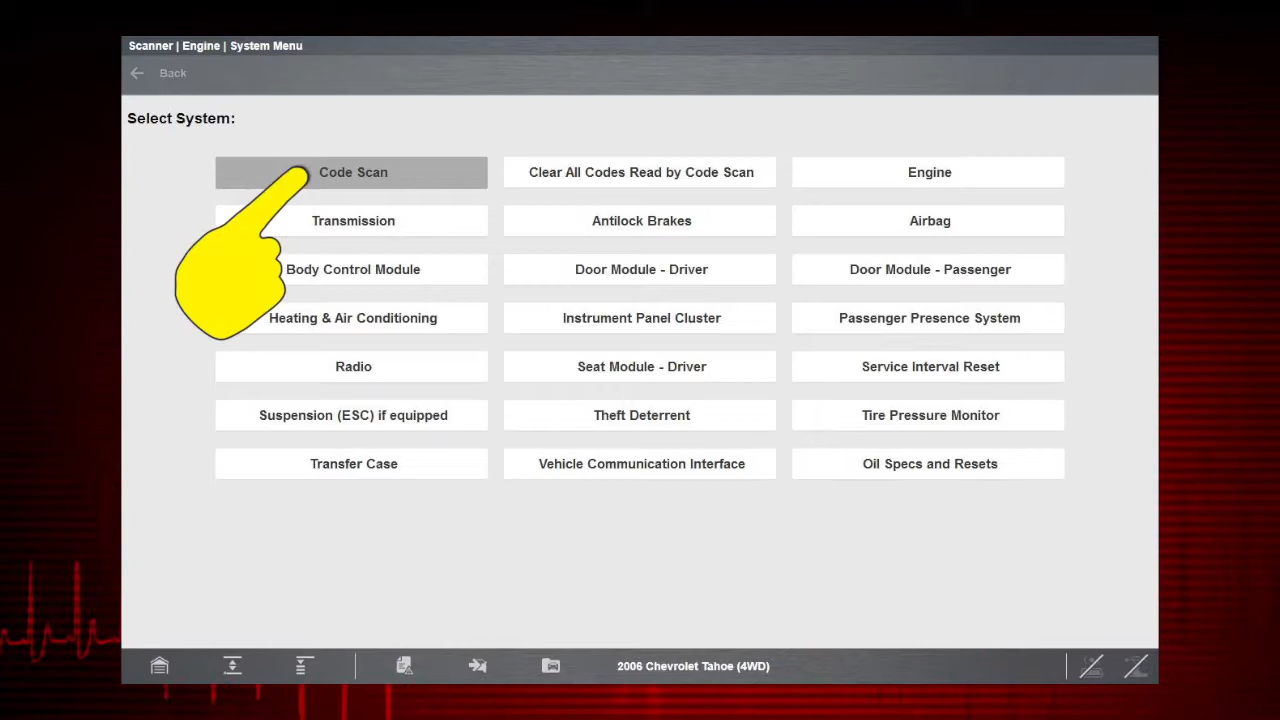 Scanner | Engine | System Menu
Back
Select System:
Code Scan
Clear All Codes Read by Code Scan
Engine
Transmission
Antilock Brakes
Airbag
Body Control Module
Door Module - Driver
Door Module - Passenger
Heating & Air Conditioning
Instrument Panel Cluster
Passenger Presence System
Radio
Seat Module - Driver
Service Interval Reset
Suspension (ESC) if equipped
Theft Deterrent
Tire Pressure Monitor
Transfer Case
Vehicle Communication Interface
Oil Specs and Resets
2006 Chevrolet Tahoe (4WD)